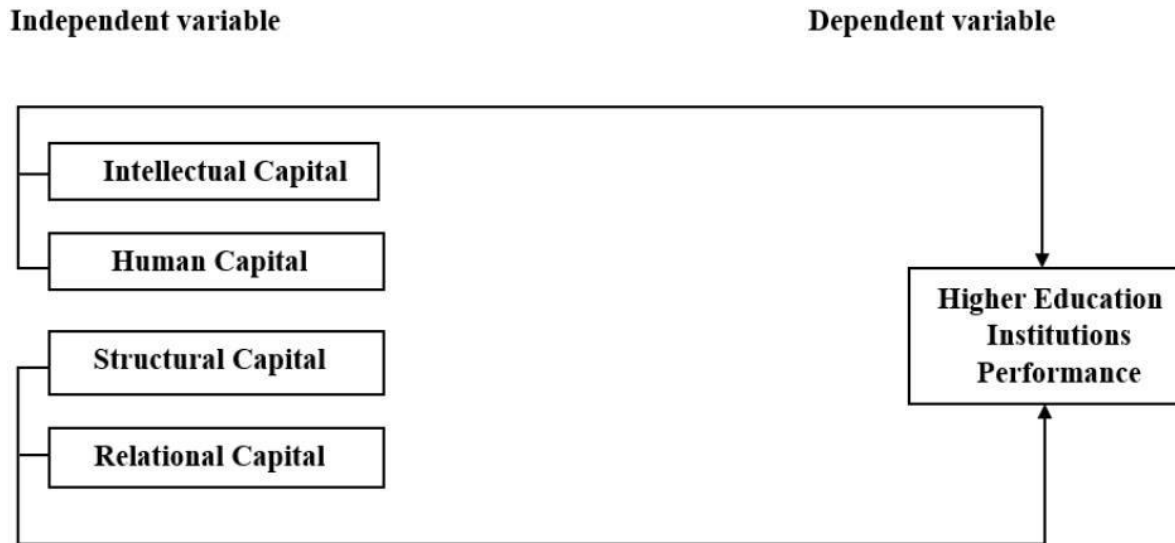 Independent variable
Dependent variable
Intellectual Capital
Human Capital
Structural Capital
Relational Capital
Higher Education
Institutions
Performance